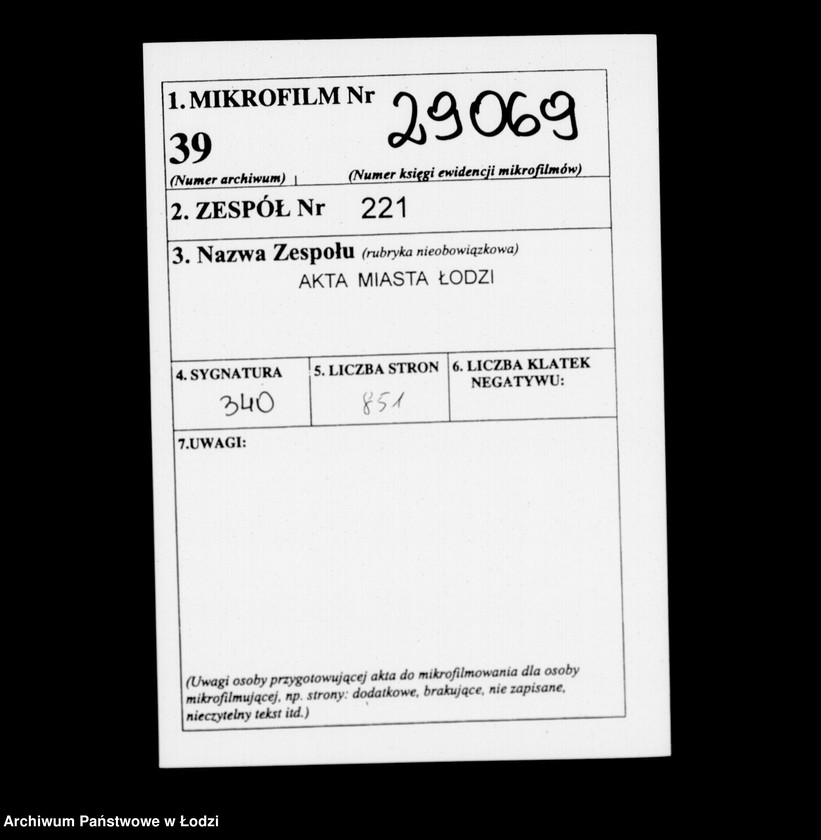 1. MIKROFILM Nr 29069
39
(Numer archiwum) (Numer księgi ewidencji mikrofilmów)
2. ZESPÓŁ Nr 221
3. Nazwa Zespołu (rubryka nieobowiązkowa)
AKTA MIASTA ŁODZI
4. SYGNATURA 5. LICZBA STRON 6. LICZBA KLATEK
NEGATYWU:
340 851
7.UWAGI:
(Uwagi osoby przygotowującej akta do mikrofilmowania dla osoby
mikrofilmującej, np. strony: dodatkowe, brakujące, nie zapisane,
nieczytelny tekst itd.)
Archiwum Państwowe w Łodzi